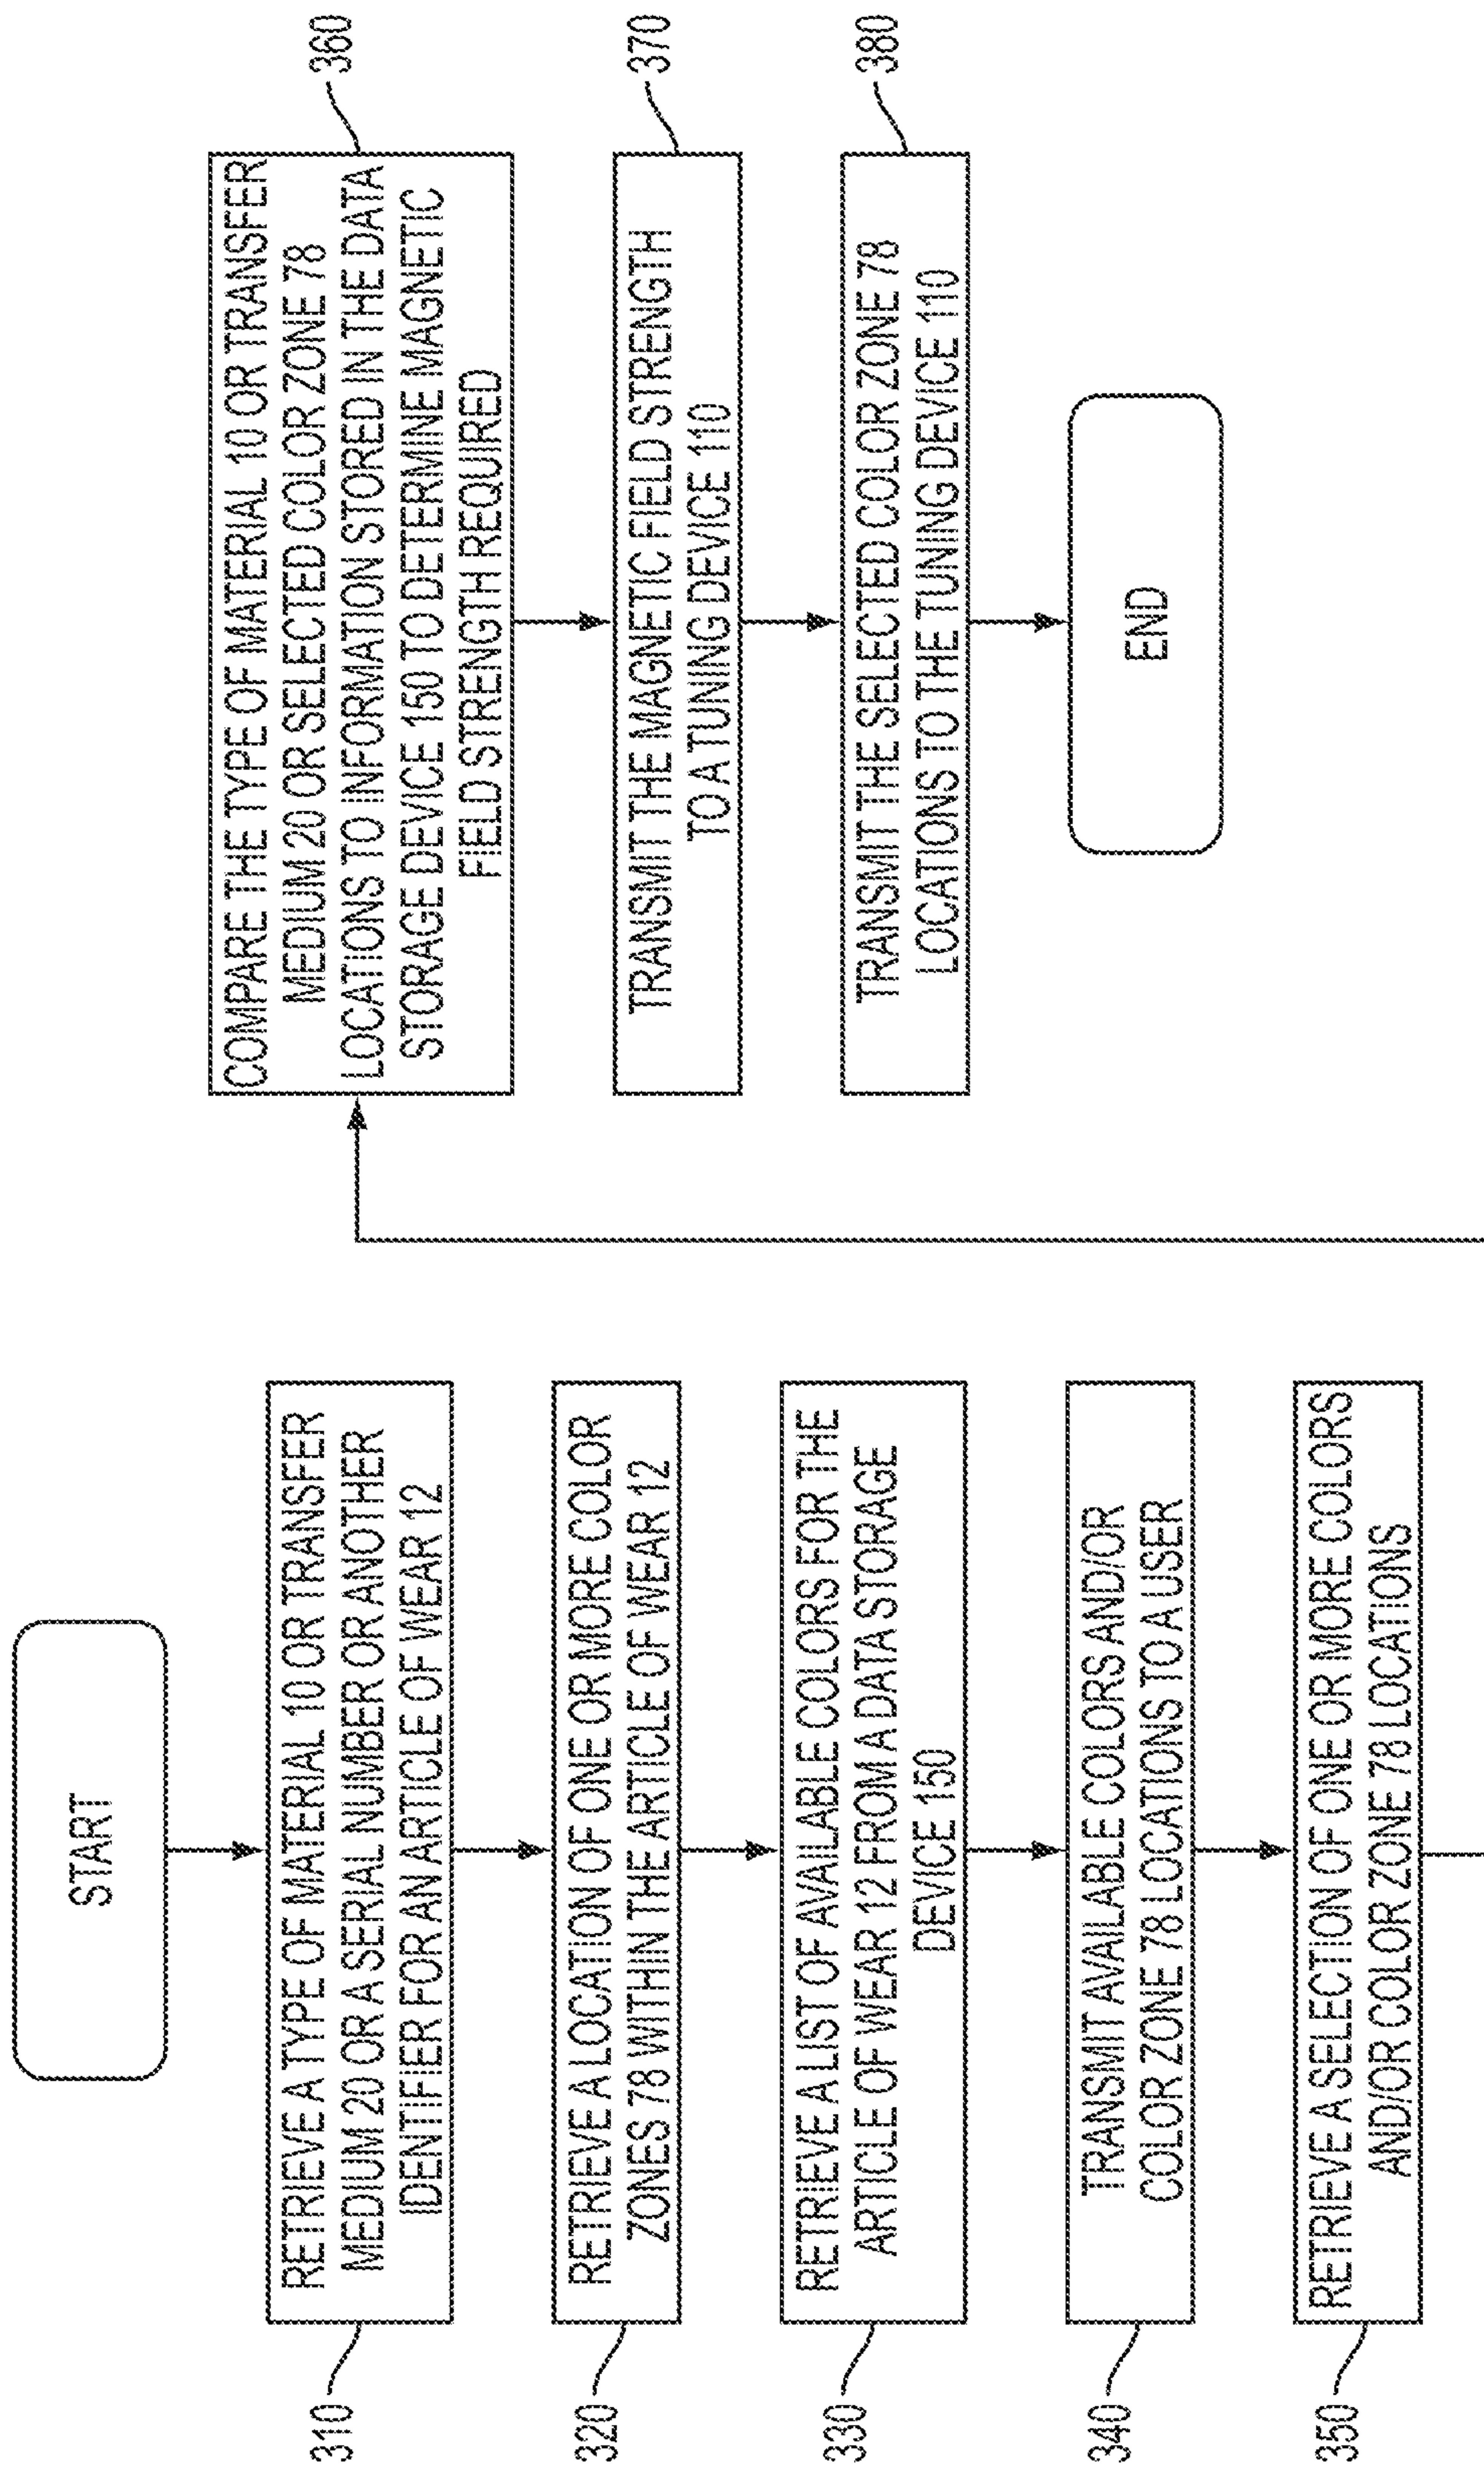 START
310
RETRIEVE A TYPE OF MATERIAL 10 OR TRANSFER
MEDIUM 20 OR A SERIAL NUMBER OR ANOTHER
IDENTIFIER FOR AN ARTICLE OF WEAR 12
320
RETRIEVE A LOCATION OF ONE OR MORE COLOR
ZONES 78 WITHIN THE ARTICLE OF WEAR 12
330
RETRIEVE A LIST OF AVAILABLE COLORS FOR THE
ARTICLE OF WEAR 12 FROM A DATA STORAGE
DEVICE 150
340
TRANSMIT AVAILABLE COLORS AND/OR
COLOR ZONE 78 LOCATIONS TO A USER
350
RETRIEVE A SELECTION OF ONE OR MORE COLORS
AND/OR COLOR ZONE 78 LOCATIONS
COMPARE THE TYPE OF MATERIAL 10 OR TRANSFER
MEDIUM 20 OR SELECTED COLOR ZONE 78
LOCATIONS TO INFORMATION STORED IN THE DATA
STORAGE DEVICE 150 TO DETERMINE MAGNETIC
FIELD STRENGTH REQUIRED
360
TRANSMIT THE MAGNETIC FIELD STRENGTH
TO A TUNING DEVICE 110
370
TRANSMIT THE SELECTED COLOR ZONE 78
LOCATIONS TO THE TUNING DEVICE 110
380
END